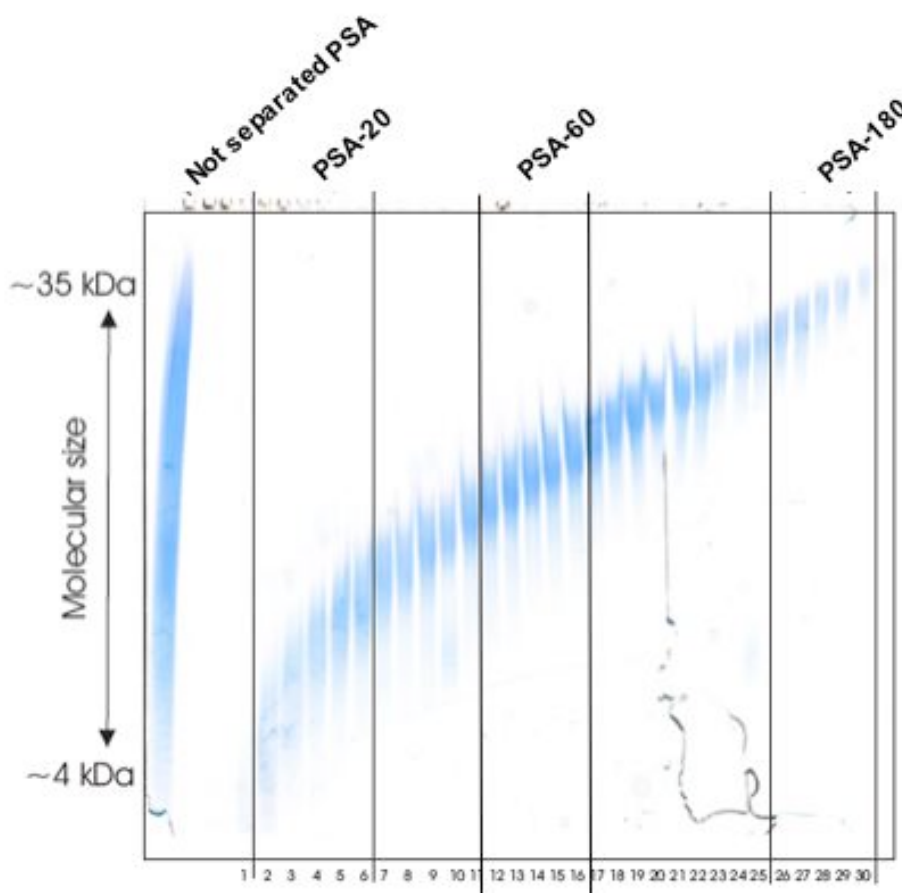 Not separated PSA
PSA-20
PSA-60
PSA-180
~35 kDa
Molecular size
~4 kDa
1 2 3 4 5 6 7 8 9 10 11 12 13 14 15 16 17 18 19 20 21 22 23 24 25 26 27 28 29 30